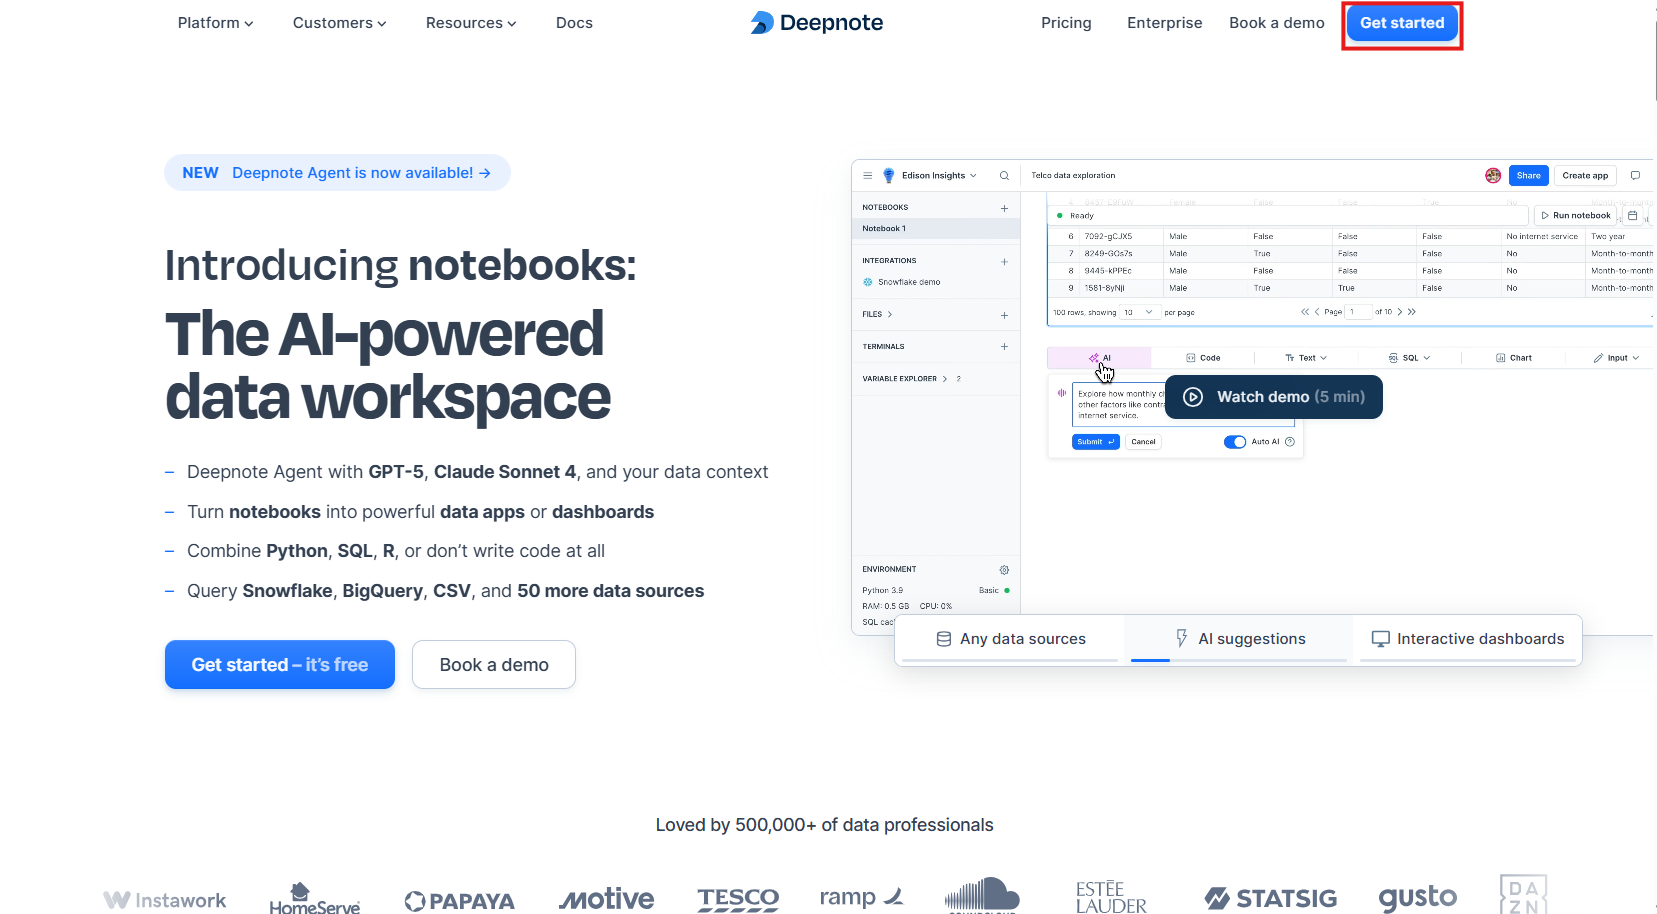 Platform
Customers
Resources
Docs
Deepnote
Pricing
Enterprise
Book a demo
Get started
NEW Deepnote Agent is now available! →
Introducing notebooks:
The AI-powered
data workspace
– Deepnote Agent with GPT-5, Claude Sonnet 4, and your data context
– Turn notebooks into powerful data apps or dashboards
– Combine Python, SQL, R, or don't write code at all
– Query Snowflake, BigQuery, CSV, and 50 more data sources
Get started – it's free
Book a demo
Edison Insights
Telco data exploration
Share
Create app
NOTEBOOKS
Notebook 1
INTEGRATIONS
Snowflake demo
FILES
TERMINALS
VARIABLE EXPLORER 2
ENVIRONMENT
Python 3.9 Basic
RAM: 0.5 GB CPU: 0%
SQL cac
Ready
Run notebook
6 7092-gCJX5 Male False False False No internet service Two year
7 8249-GOs7s Male True False False No Month-to-month
8 9445-kPPEc Male False False False No Month-to-month
9 1581-8yNji Male True True False No Month-to-month
100 rows, showing 10 per page
Page 1 of 10
AI
Code
Text
SQL
Chart
Input
Explore how monthly ch
other factors like contra
internet service.
Submit
Cancel
Auto AI
Watch demo (5 min)
Any data sources
AI suggestions
Interactive dashboards
Loved by 500,000+ of data professionals
Instawork
HomeServe
PAPAYA
motive
TESCO
ramp
SOUNDCLOUD
ESTĒE
LAUDER
STATSIG
gusto
DA
ZN